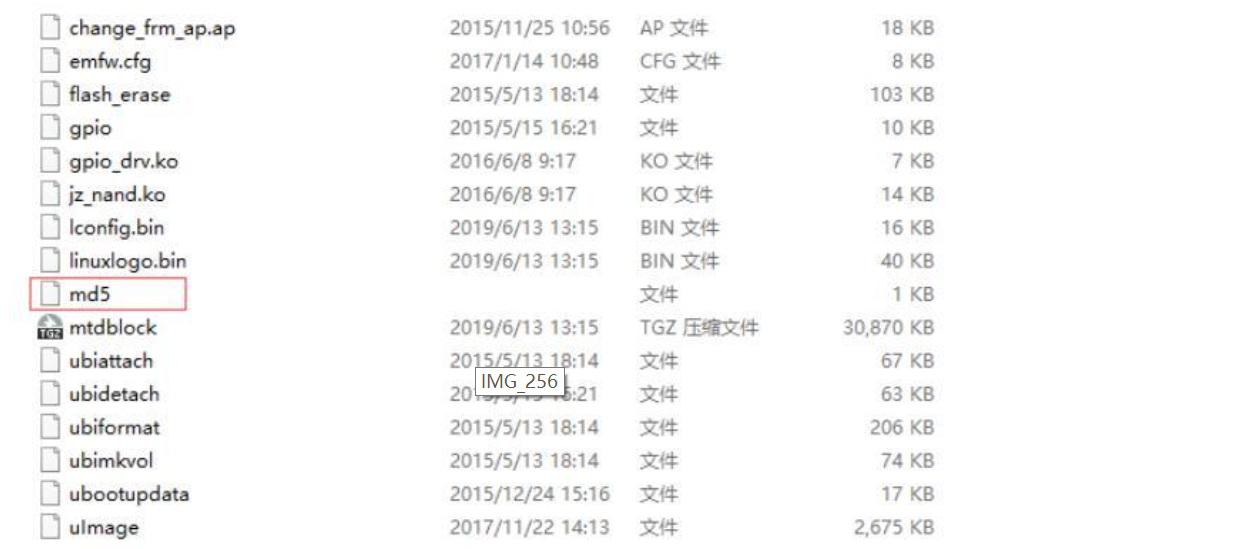 change_frm_ap.ap 2015/11/25 10:56 AP 文件 18 KB
emfw.cfg 2017/1/14 10:48 CFG 文件 8 KB
flash_erase 2015/5/13 18:14 文件 103 KB
gpio 2015/5/15 16:21 文件 10 KB
gpio_drv.ko 2016/6/8 9:17 KO 文件 7 KB
jz_nand.ko 2016/6/8 9:17 KO 文件 14 KB
lconfig.bin 2019/6/13 13:15 BIN 文件 16 KB
linuxlogo.bin 2019/6/13 13:15 BIN 文件 40 KB
md5 文件 1 KB
TGZ mtdblock 2019/6/13 13:15 TGZ 压缩文件 30,870 KB
ubiattach 2015/5/13 18:14 文件 67 KB
IMG_256
ubidetach :21 文件 63 KB
ubiformat 2015/5/13 18:14 文件 206 KB
ubimkvol 2015/5/13 18:14 文件 74 KB
ubootupdata 2015/12/24 15:16 文件 17 KB
uImage 2017/11/22 14:13 文件 2,675 KB